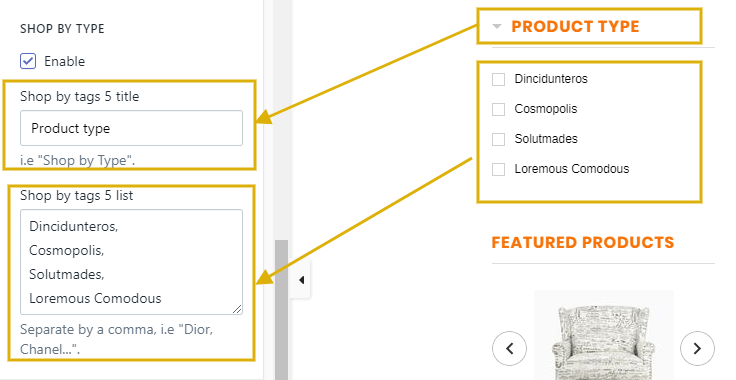 SHOP BY TYPE
Enable
Shop by tags 5 title
Product type
i.e "Shop by Type".
Shop by tags 5 list
Dincidunteros,
Cosmopolis,
Solutmades,
Loremous Comodous
Separate by a comma, i.e "Dior,
Chanel...".
PRODUCT TYPE
Dincidunteros
Cosmopolis
Solutmades
Loremous Comodous
FEATURED PRODUCTS